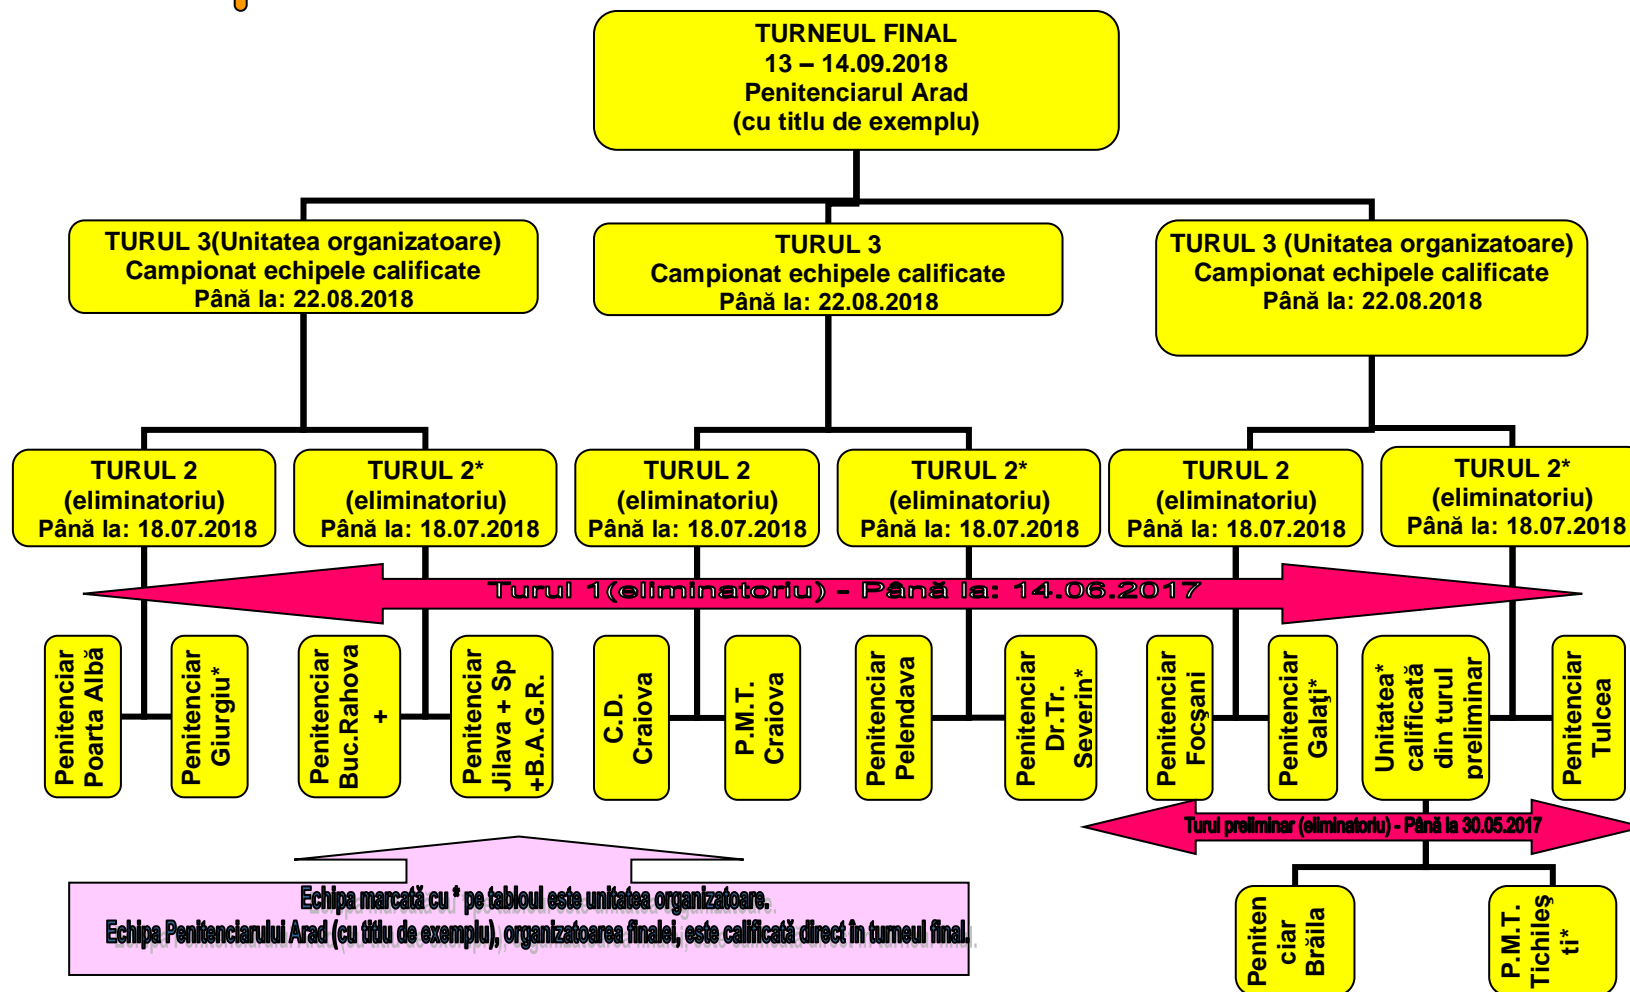 TURNEUL FINAL
13 – 14.09.2018
Penitenciarul Arad
(cu titlu de exemplu)
TURUL 3(Unitatea organizatoare)
Campionat echipele calificate
Până la: 22.08.2018
TURUL 3
Campionat echipele calificate
Până la: 22.08.2018
TURUL 3 (Unitatea organizatoare)
Campionat echipele calificate
Până la: 22.08.2018
TURUL 2
(eliminatoriu)
Până la: 18.07.2018
TURUL 2*
(eliminatoriu)
Până la: 18.07.2018
TURUL 2
(eliminatoriu)
Până la: 18.07.2018
TURUL 2*
(eliminatoriu)
Până la: 18.07.2018
TURUL 2
(eliminatoriu)
Până la: 18.07.2018
TURUL 2*
(eliminatoriu)
Până la: 18.07.2018
Turul 1(eliminatoriu) - Până la: 14.06.2017
Penitenciar
Poarta Albă
Penitenciar
Giurgiu*
Penitenciar
Buc.Rahova
+
Penitenciar
Jilava + Sp
+B.A.G.R.
C.D.
Craiova
P.M.T.
Craiova
Penitenciar
Pelendava
Penitenciar
Dr.Tr.
Severin*
Penitenciar
Focşani
Penitenciar
Galaţi*
Unitatea*
calificată
din turul
preliminar
Penitenciar
Tulcea
Turul preliminar (eliminatoriu) - Până la 30.05.2017
Peniten
ciar
Brăila
P.M.T.
Tichileş
ti*
Echipa marcată cu * pe tabloul este unitatea organizatoare.
Echipa Penitenciarului Arad (cu titlu de exemplu), organizatoarea finalei, este calificată direct în turneul final.